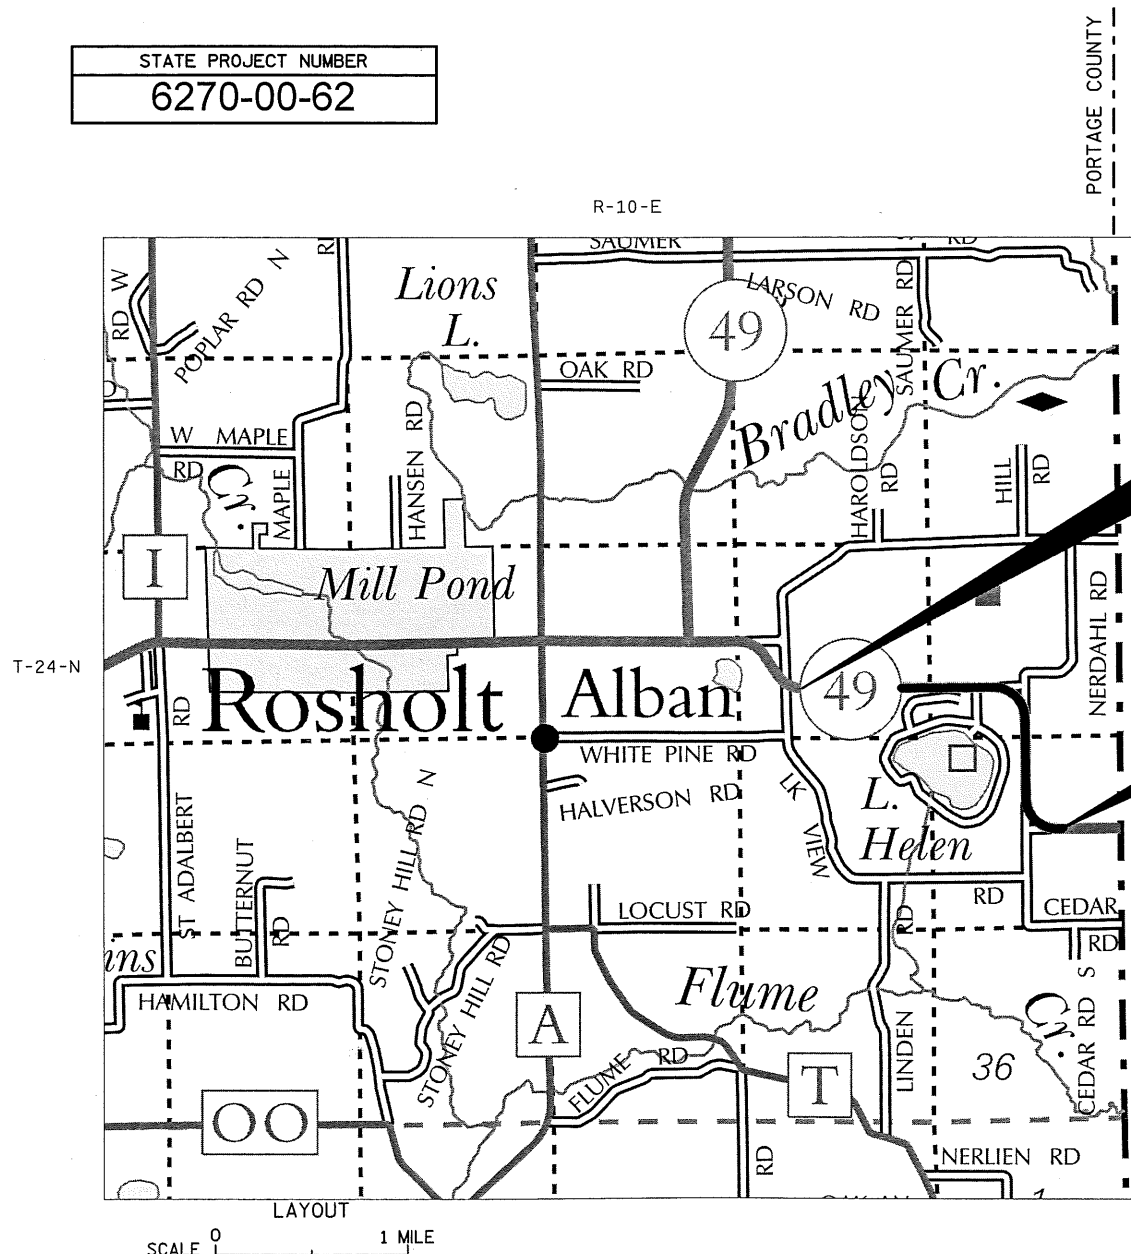 STATE PROJECT NUMBER
6270-00-62
PORTAGE COUNTY
R-10-E
SAUMER RD
RD W
POPLAR RD N
Lions
L.
LARSON RD
49
SAUMER RD
OAK RD
Bradley Cr.
W MAPLE
RD
Cr.
MAPLE
HANSEN RD
HAROLDSON
RD
HILL
RD
I
Mill Pond
T-24-N
Rosholt
Alban
49
NERDAHL RD
RD
WHITE PINE RD
HALVERSON RD
LK
VIEW
RD
L.
Helen
ST ADALBERT
BUTTERNUT
RD
STONEY HILL RD N
LOCUST RD
RD
CEDAR
RD
STONEY HILL RD
HAMILTON RD
Flume
Cr.
A
LINDEN
CEDAR RD S
36
FLUME RD
T
OO
RD
NERLIEN RD
LAYOUT
SCALE 0 1 MILE